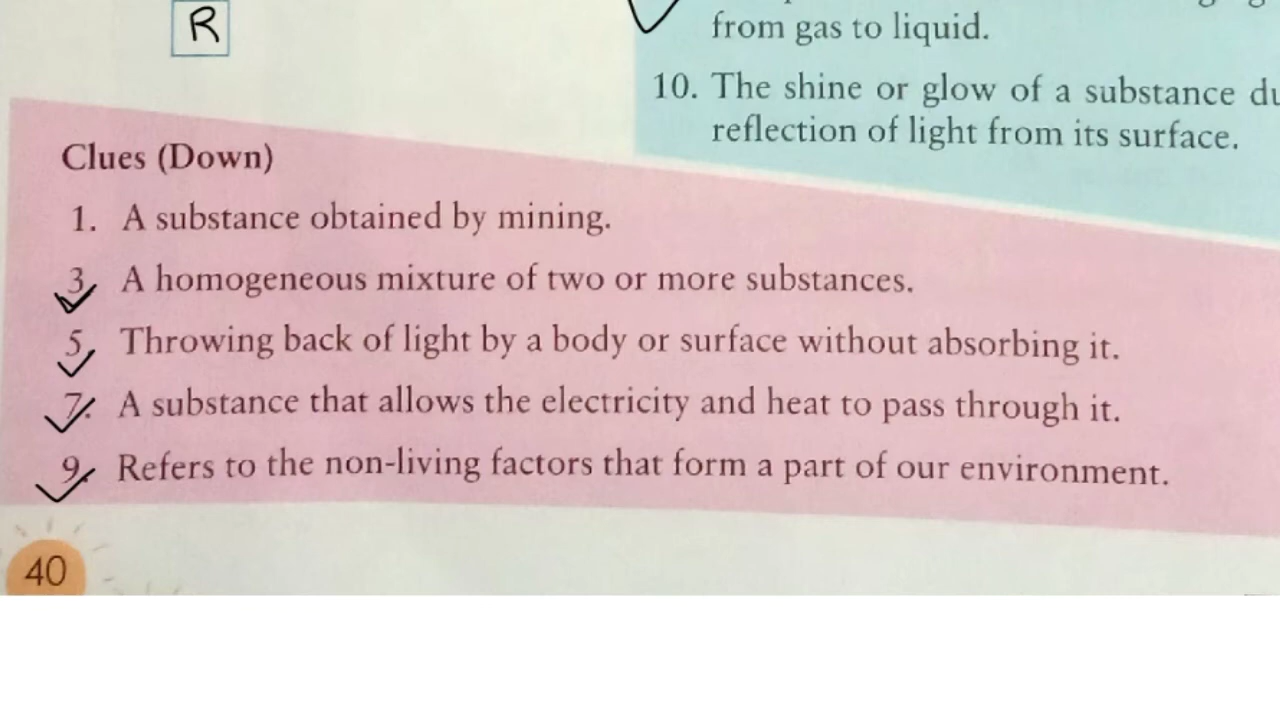 R
from gas to liquid.
10. The shine or glow of a substance
reflection of light from its surface.
Clues (Down)
1. A substance obtained by mining.
3. A homogeneous mixture of two or more substances.
5. Throwing back of light by a body or surface without absorbing it.
7. A substance that allows the electricity and heat to pass through it.
9. Refers to the non-living factors that form a part of our environment.
40